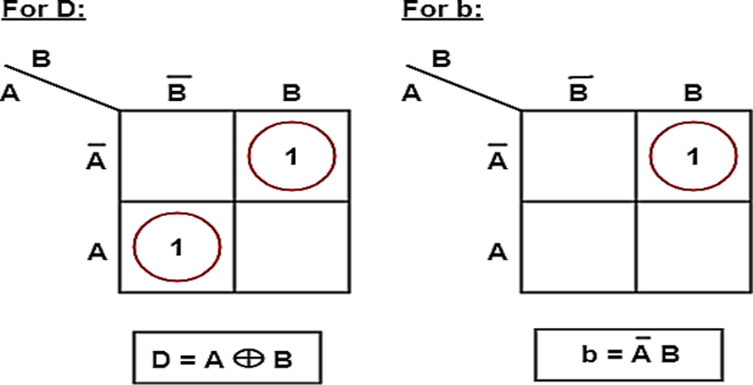 For D: For b:
B B
A B̅ B A B̅ B
A̅ 1 A̅ 1
A 1 A
D = A ⊕ B b = A̅ B